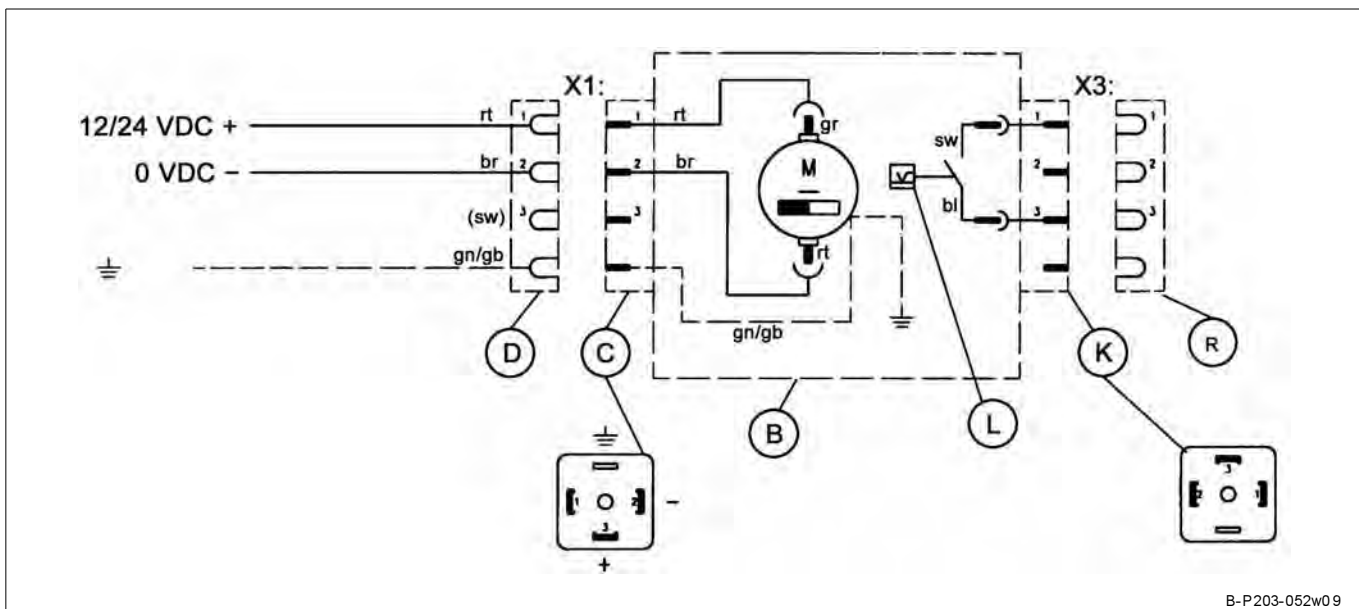 X1:
X3:
12/24 VDC +
rt
1
1
rt
gr
sw
1
1
0 VDC -
br
2
2
br
M
2
2
(sw)
3
3
bl
3
3
gn/gb
rt
gn/gb
D
C
B
L
K
R
1
2
3
-
+
3
2
1
B-P203-052w09